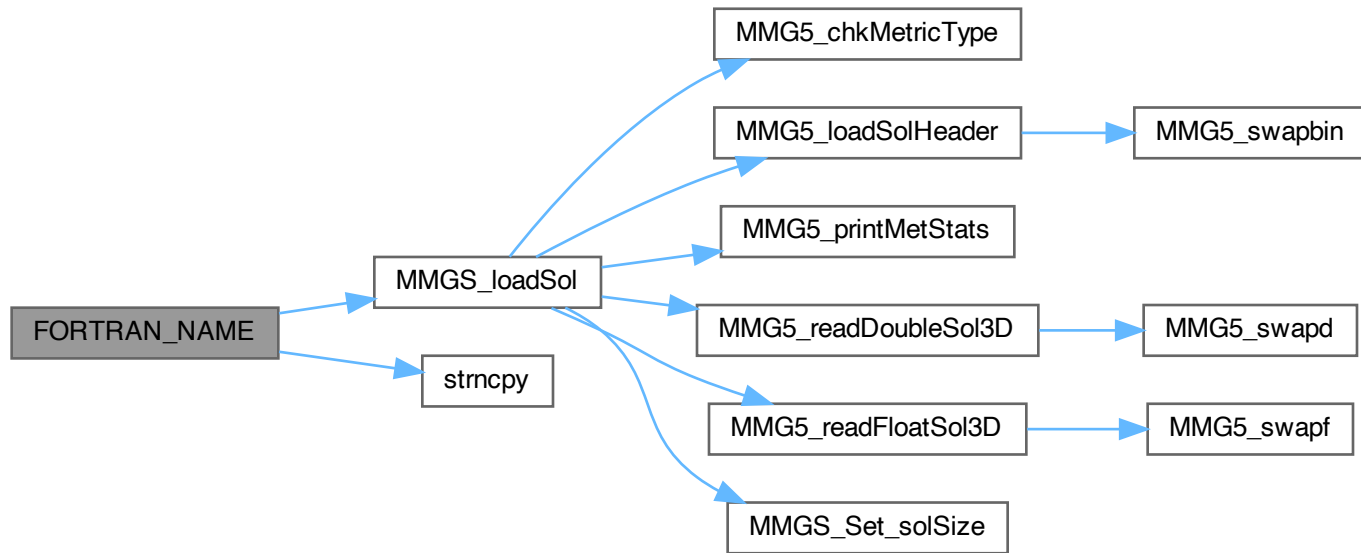 MMG5_chkMetricType
MMG5_loadSolHeader
MMG5_swapbin
MMG5_printMetStats
MMGS_loadSol
FORTRAN_NAME
MMG5_readDoubleSol3D
MMG5_swapd
strncpy
MMG5_readFloatSol3D
MMG5_swapf
MMGS_Set_solSize